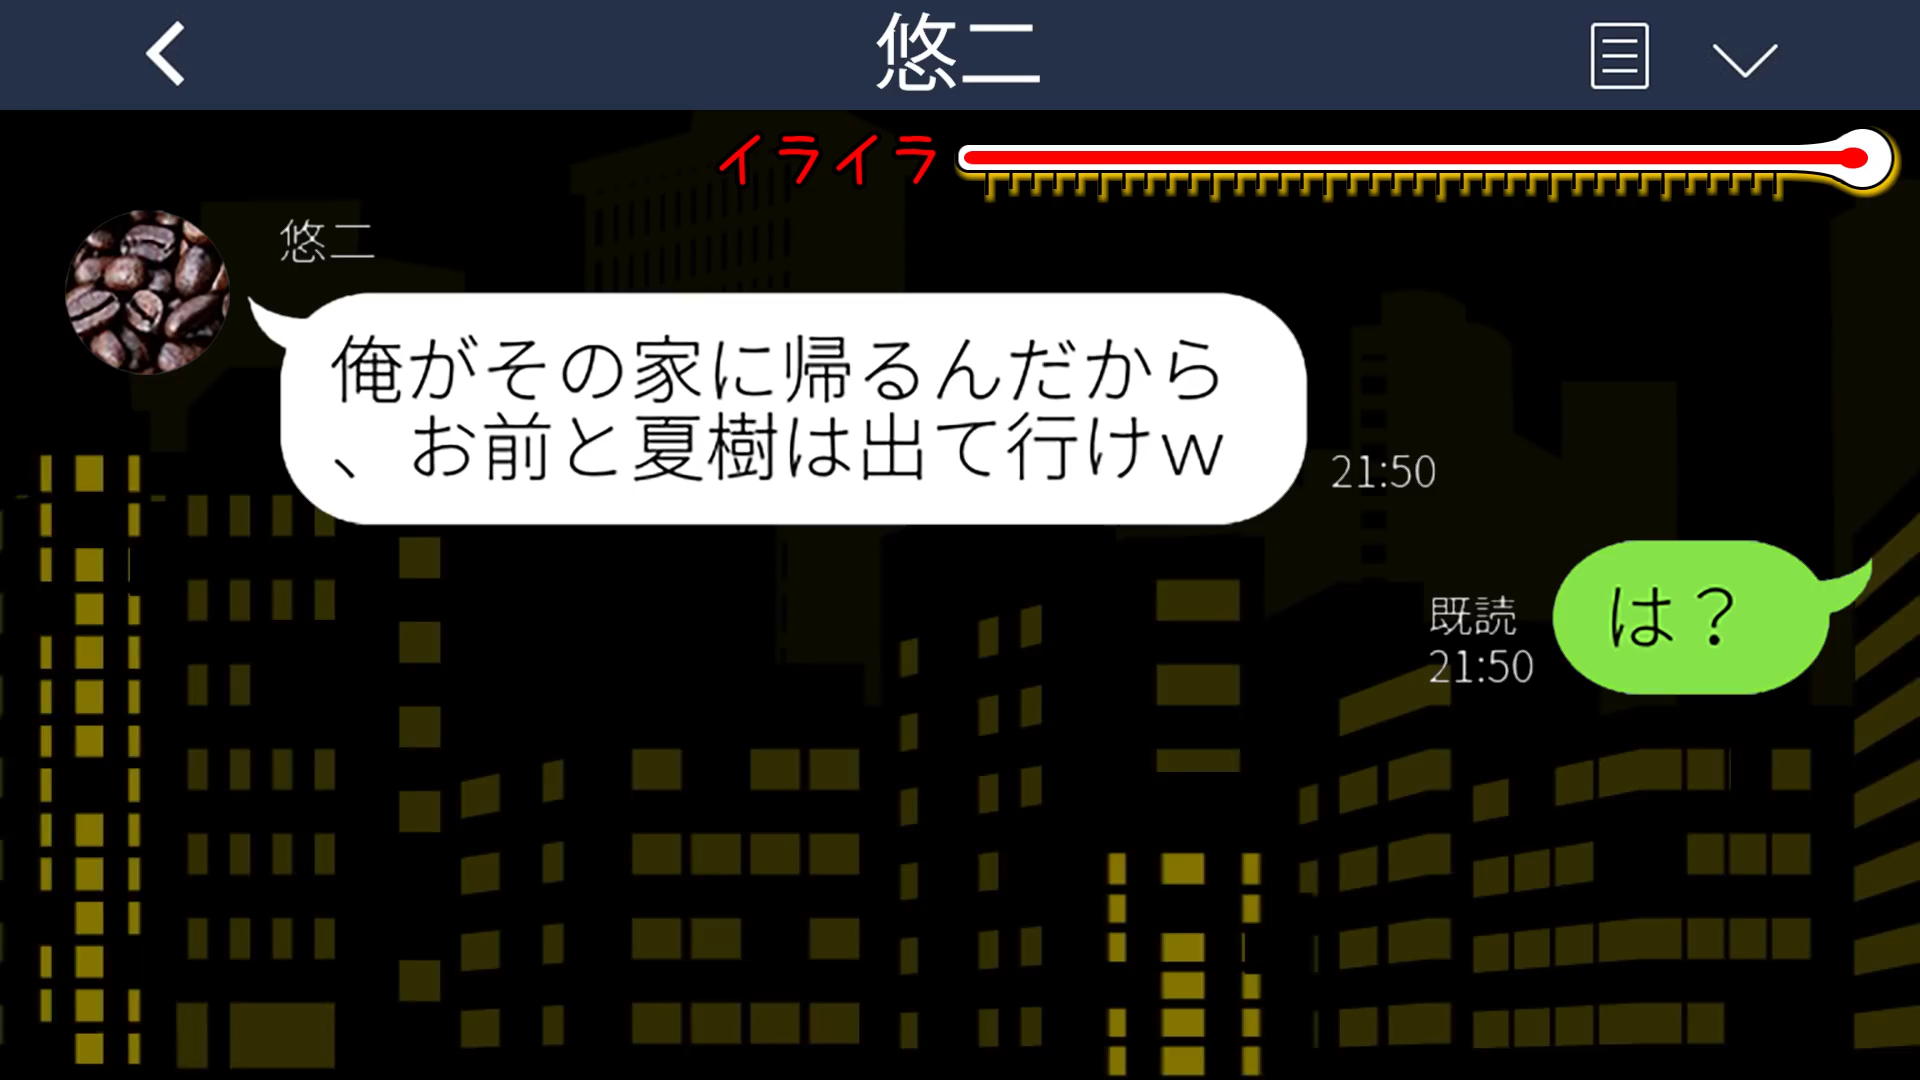 悠二
イライラ
悠二
俺がその家に帰るんだから
、お前と夏樹は出て行けｗ
21:50
は？
既読
21:50